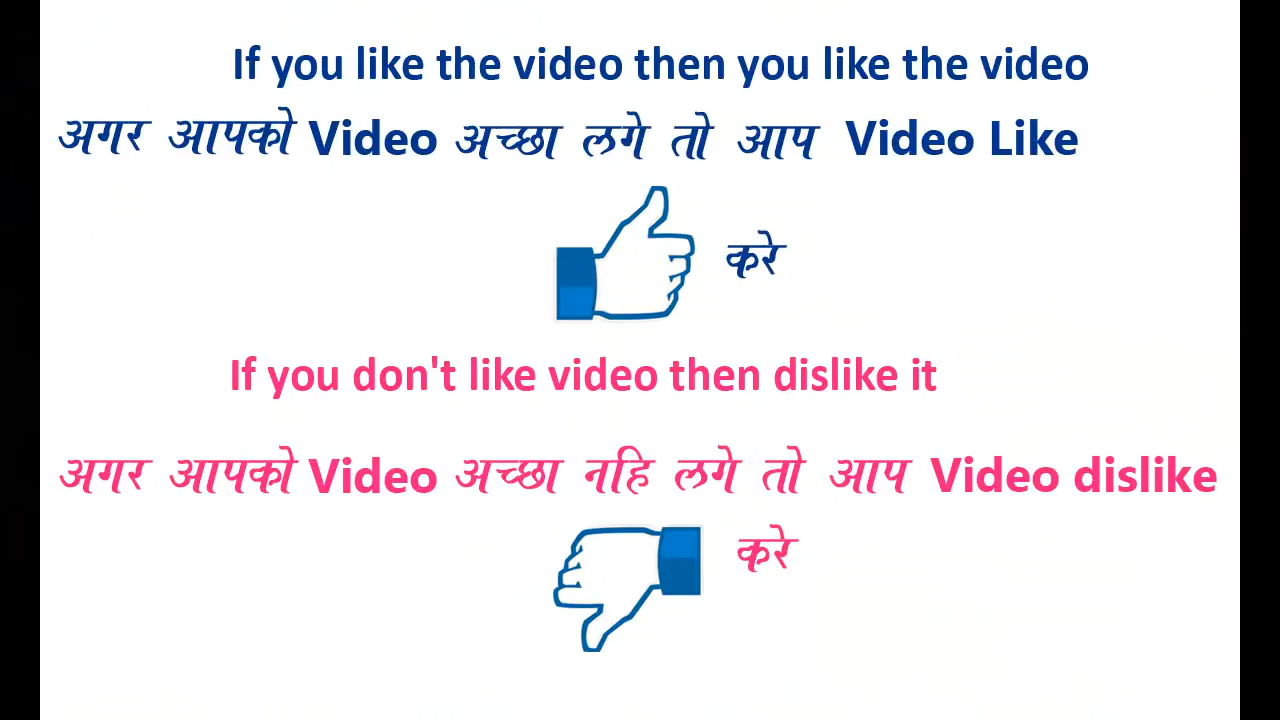 If you like the video then you like the video
अगर आपको Video अच्छा लगे तो आप Video Like
करे
If you don't like video then dislike it
अगर आपको Video अच्छा नहि लगे तो आप Video dislike
करे